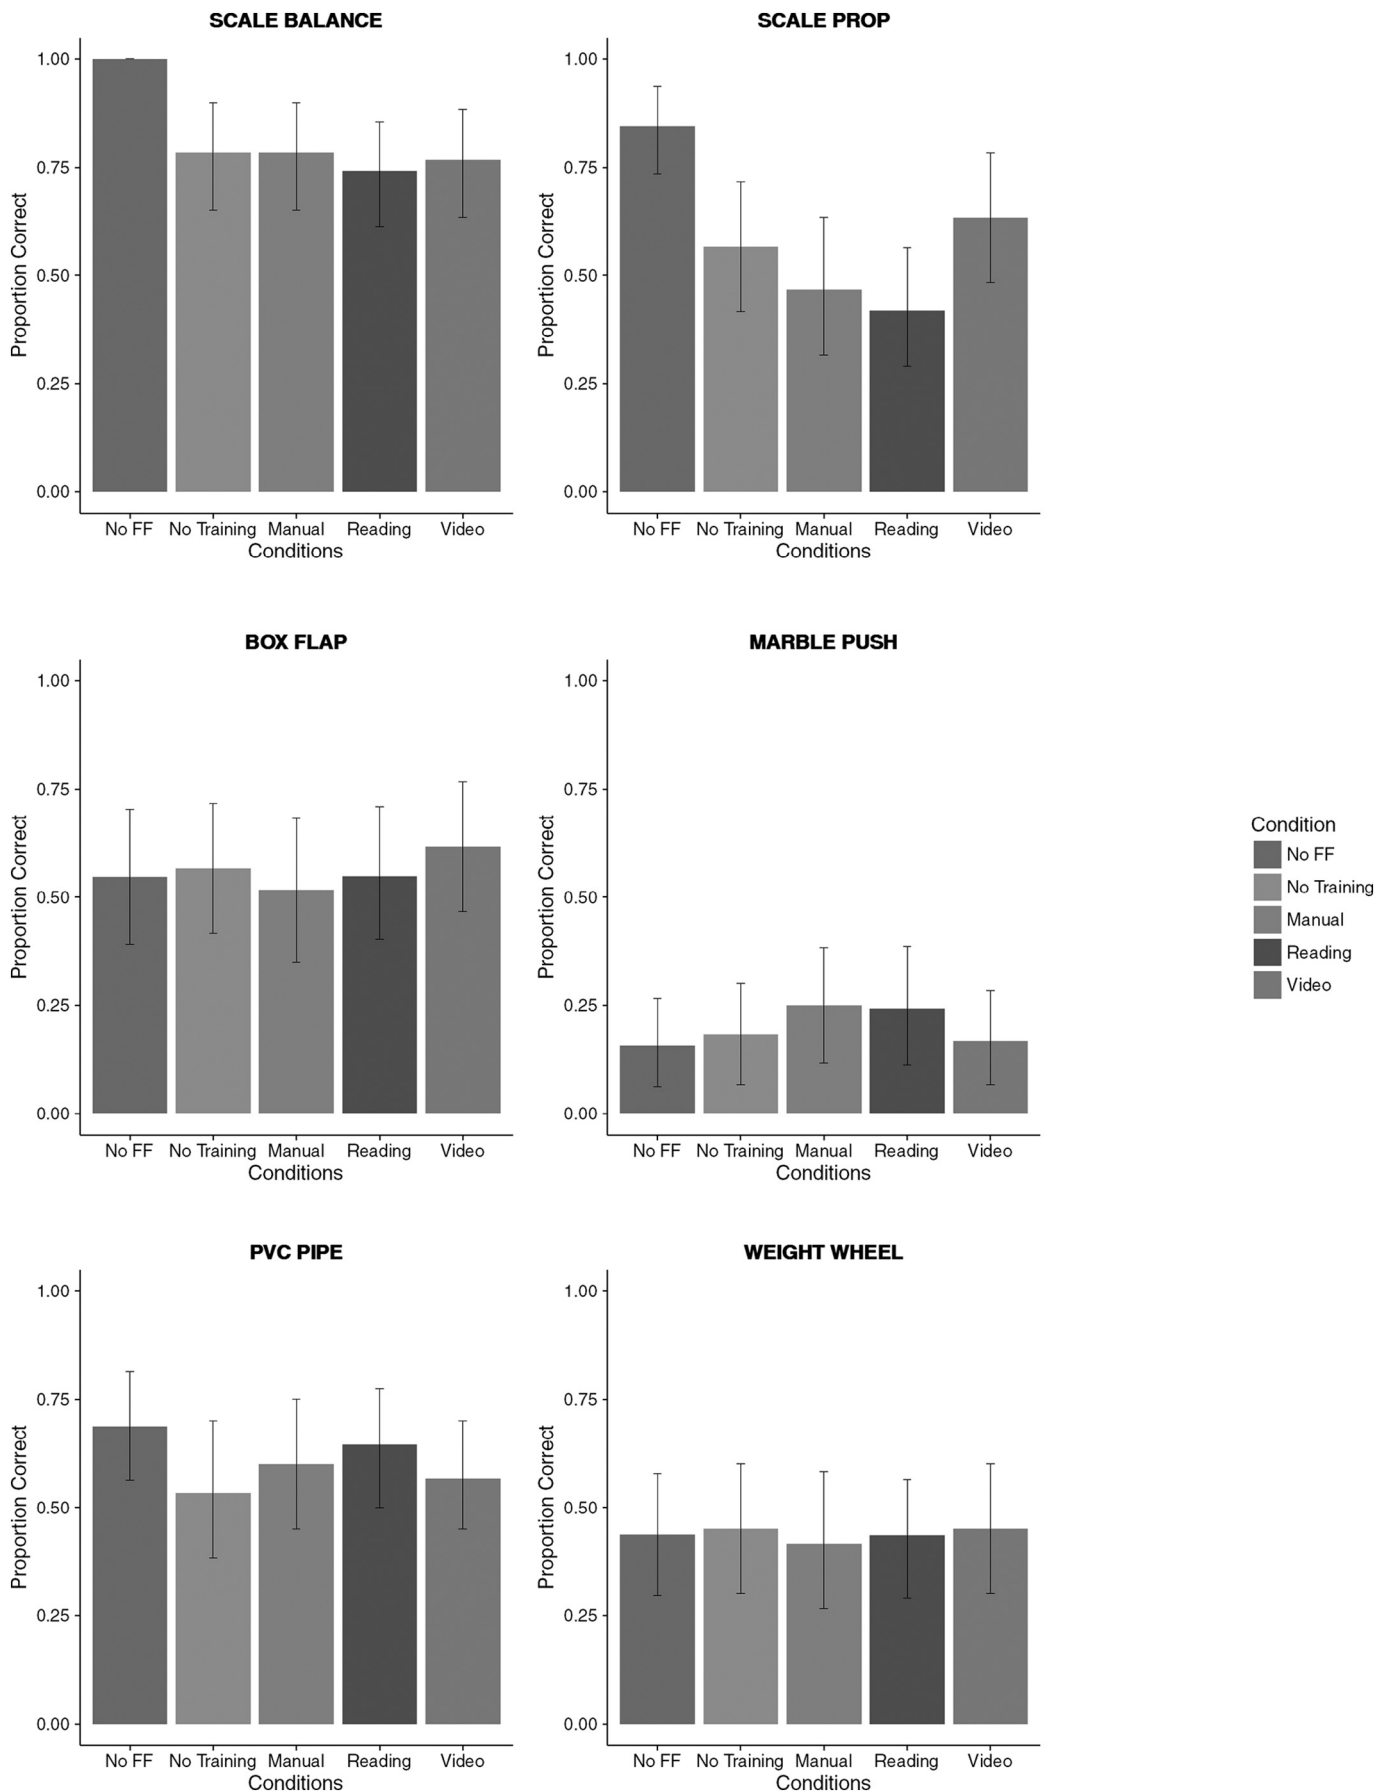 SCALE BALANCE
1.00
0.75
0.50
0.25
0.00
Proportion Correct
No FF No Training Manual Reading Video
Conditions
SCALE PROP
1.00
0.75
0.50
0.25
0.00
Proportion Correct
No FF No Training Manual Reading Video
Conditions
BOX FLAP
1.00
0.75
0.50
0.25
0.00
Proportion Correct
No FF No Training Manual Reading Video
Conditions
MARBLE PUSH
1.00
0.75
0.50
0.25
0.00
Proportion Correct
No FF No Training Manual Reading Video
Conditions
Condition
No FF
No Training
Manual
Reading
Video
PVC PIPE
1.00
0.75
0.50
0.25
0.00
Proportion Correct
No FF No Training Manual Reading Video
Conditions
WEIGHT WHEEL
1.00
0.75
0.50
0.25
0.00
Proportion Correct
No FF No Training Manual Reading Video
Conditions